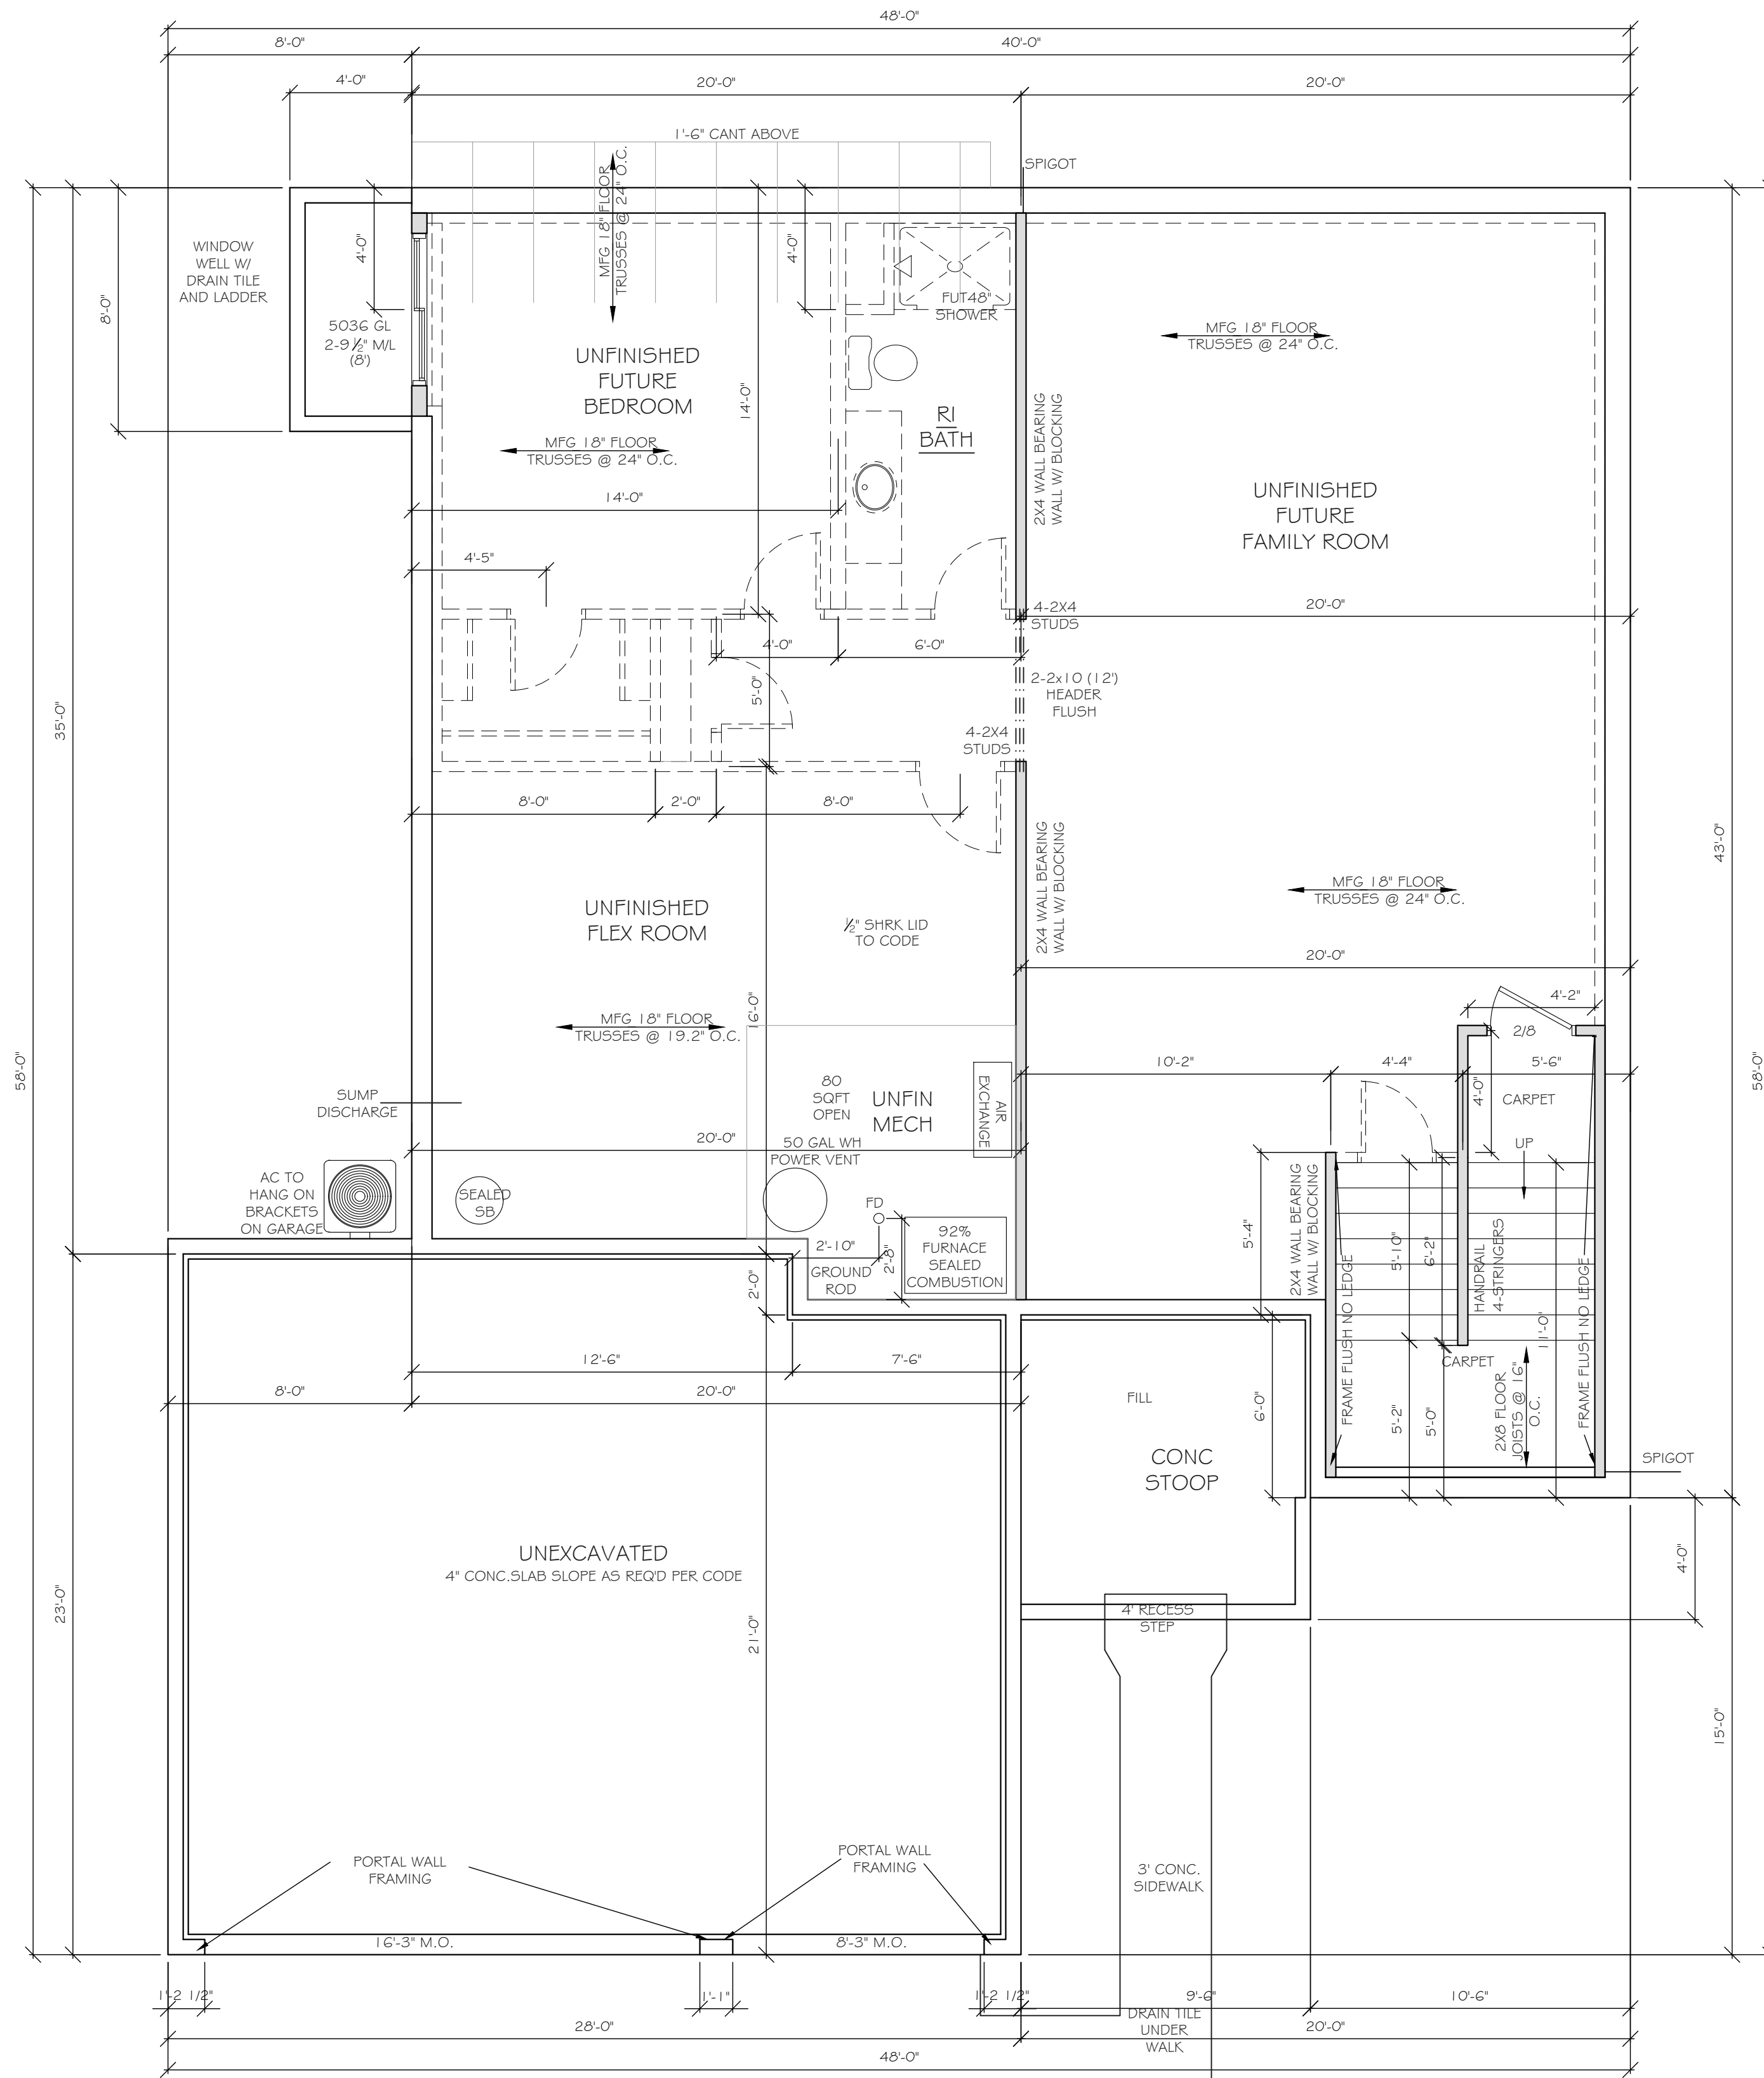 48'-0"
8'-0"
40'-0"
4'-0"
20'-0"
20'-0"
1'-6" CANT ABOVE
SPIGOT
MFG 18" FLOOR
TRUSSES @ 24" O.C.
WINDOW
WELL W/
DRAIN TILE
AND LADDER
4'-0"
4'-0"
8'-0"
FUT48"
SHOWER
5036 GL
2-9 1/2" M/L
(8')
UNFINISHED
FUTURE
BEDROOM
MFG 18" FLOOR
TRUSSES @ 24" O.C.
14'-0"
RI
BATH
2X4 WALL BEARING
WALL W/ BLOCKING
MFG 18" FLOOR
TRUSSES @ 24" O.C.
14'-0"
UNFINISHED
FUTURE
FAMILY ROOM
4'-5"
4-2X4
STUDS
20'-0"
4'-0"
6'-0"
5'-0"
2-2x10 (12')
HEADER
FLUSH
4-2X4
STUDS
35'-0"
8'-0"
2'-0"
8'-0"
43'-0"
2X4 WALL BEARING
WALL W/ BLOCKING
MFG 18" FLOOR
TRUSSES @ 24" O.C.
UNFINISHED
FLEX ROOM
1/2" SHRK LID
TO CODE
20'-0"
4'-2"
16'-0"
MFG 18" FLOOR
TRUSSES @ 19.2" O.C.
2/8
58'-0"
58'-0"
10'-2"
4'-4"
5'-6"
4'-0"
CARPET
80
SQFT
OPEN
UNFIN
MECH
AIR
EXCHANGE
SUMP
DISCHARGE
20'-0"
50 GAL WH
POWER VENT
UP
AC TO
HANG ON
BRACKETS
ON GARAGE
SEALED
SB
FD
92%
FURNACE
SEALED
COMBUSTION
2'-10"
2'-8"
GROUND
ROD
2'-0"
5'-4"
2X4 WALL BEARING
WALL W/ BLOCKING
FRAME FLUSH NO LEDGE
5'-10"
6'-2"
HANDRAIL
4-STRINGERS
11'-0"
FRAME FLUSH NO LEDGE
12'-6"
7'-6"
8'-0"
20'-0"
CARPET
FILL
6'-0"
5'-2"
5'-0"
2X8 FLOOR
JOISTS @ 16"
O.C.
CONC
STOOP
SPIGOT
UNEXCAVATED
4" CONC.SLAB SLOPE AS REQ'D PER CODE
4'-0"
23'-0"
21'-0"
4' RECESS
STEP
15'-0"
PORTAL WALL
FRAMING
PORTAL WALL
FRAMING
3' CONC.
SIDEWALK
16'-3" M.O.
8'-3" M.O.
1'-2 1/2"
1'-1"
1'-2 1/2"
9'-6"
10'-6"
DRAIN TILE
UNDER
WALK
28'-0"
20'-0"
48'-0"